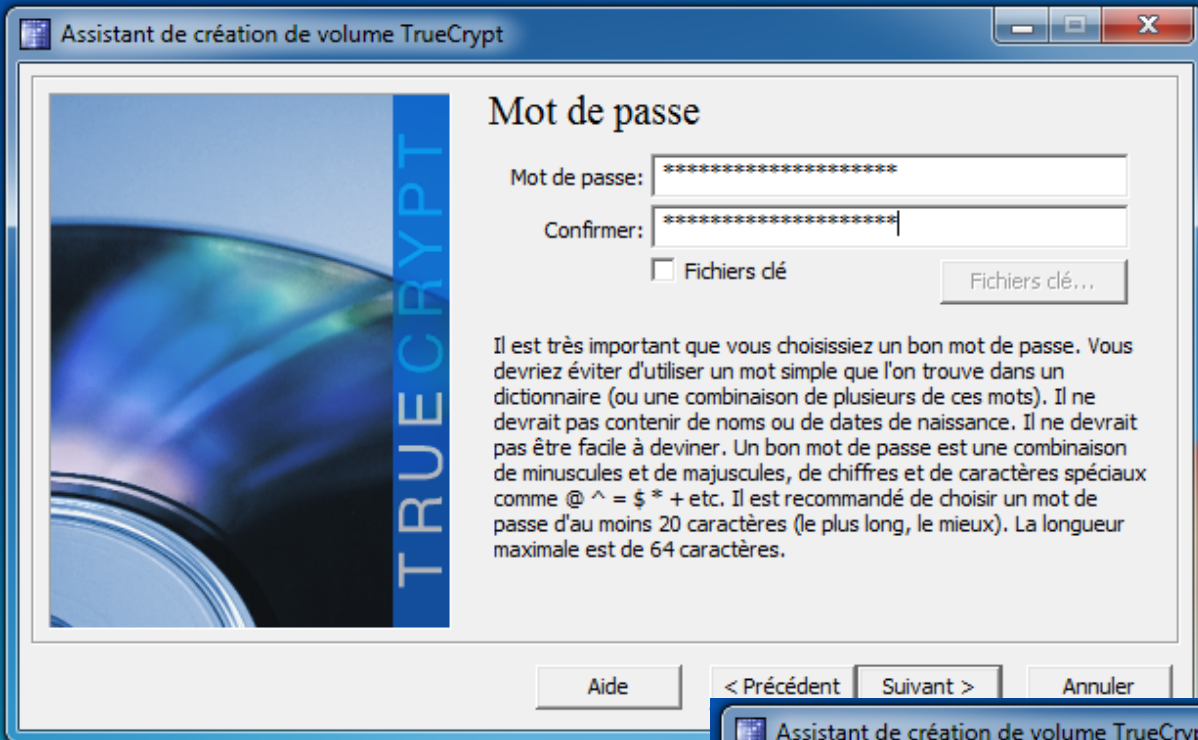 Assistant de création de volume TrueCrypt
TRUECRYPT
Mot de passe
Mot de passe: ********************
Confirmer: ********************
Fichiers clé
Fichiers clé...
Il est très important que vous choisissiez un bon mot de passe. Vous
devriez éviter d'utiliser un mot simple que l'on trouve dans un
dictionnaire (ou une combinaison de plusieurs de ces mots). Il ne
devrait pas contenir de noms ou de dates de naissance. Il ne devrait
pas être facile à deviner. Un bon mot de passe est une combinaison
de minuscules et de majuscules, de chiffres et de caractères spéciaux
comme @ ^ = $ * + etc. Il est recommandé de choisir un mot de
passe d'au moins 20 caractères (le plus long, le mieux). La longueur
maximale est de 64 caractères.
Aide < Précédent Suivant > Annuler
Assistant de création de volume TrueCryp